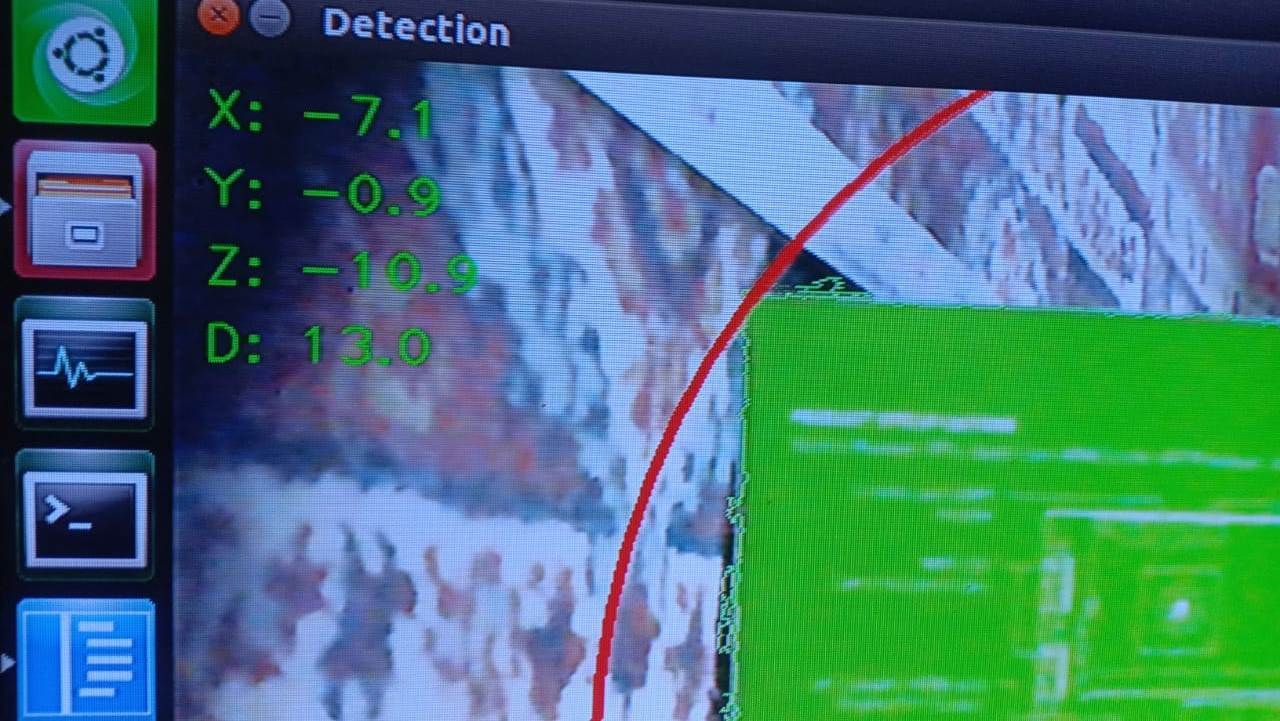 Detection
X: -7.1
Y: -0.9
Z: -10.9
D: 13.0